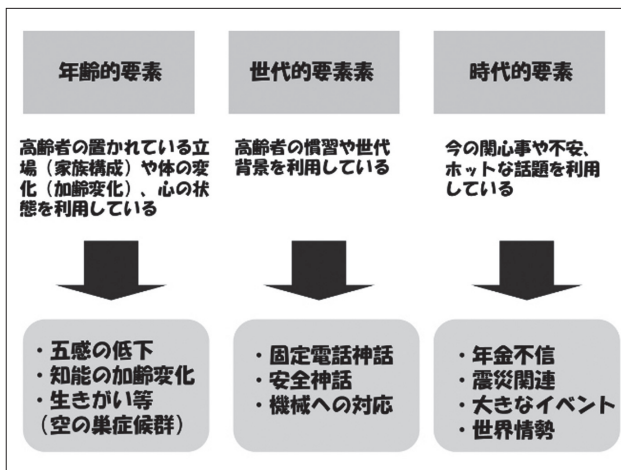 年齢的要素
世代的要素素
時代的要素
高齢者の置かれている立
場（家族構成）や体の変
化（加齢変化）、心の状
態を利用している
高齢者の慣習や世代
背景を利用している
今の関心事や不安、
ホットな話題を利用
している
・五感の低下
・知能の加齢変化
・生きがい等
（空の巣症候群）
・固定電話神話
・安全神話
・機械への対応
・年金不信
・震災関連
・大きなイベント
・世界情勢